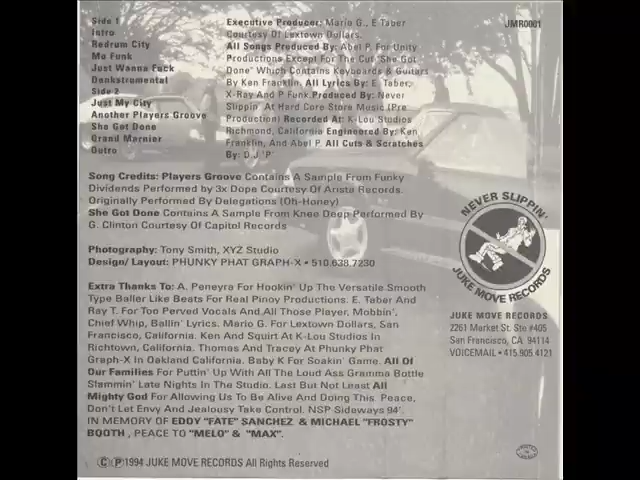 Side 1
Intro
Redrum City
Mo Funk
Just Wanna Fuck
Dankstromental
Side 2
Just My City
Another Players Groove
She Got Done
Grand Marnier
Outro
Executive Producer: Mario G., E Taber
Courtesy Of Lextown Dollars.
All Songs Produced By: Abel P. For Unity
Productions Except For The Cut "She Got
Done" Which Contains Keyboards & Guitars
By Ken Franklin. All Lyrics By: E. Taber,
X-Ray And P Funk. Produced By: Never
Slippin' At Hard Core Store Music (Pre
Production) Recorded At: K-Lou Studios
Richmond, California Engineered By: Ken
Franklin, And Abel P. All Cuts & Scratches
By: D.J 'P'
JMR0001
Song Credits: Players Groove Contains A Sample From Funky
Dividends Performed by 3x Dope Courtesy Of Arista Records.
Originally Performed By Delegations (Oh-Honey)
She Got Done Contains A Sample From Knee Deep Performed By
G. Clinton Courtesy Of Capitol Records
Photography: Tony Smith, XYZ Studio
Design/ Layout: PHUNKY PHAT GRAPH-X • 510.638.7230
NEVER SLIPPIN'
JUKE MOVE RECORDS
JUKE MOVE RECORDS
2261 Market St. Ste #405
San Francisco, CA 94114
VOICEMAIL • 415.905.4121
Extra Thanks To: A. Peneyra For Hookin' Up The Versatile Smooth
Type Baller Like Beats For Real Pinoy Productions. E. Taber And
Ray T. For Too Perved Vocals And All Those Player, Mobbin',
Chief Whip, Ballin' Lyrics. Mario G. For Lextown Dollars, San
Francisco, California. Ken and Squirt At K-Lou Studios In
Richtown, California. Thomas And Tracey At Phunky Phat
Graph-X In Oakland California. Baby K For Soakin' Game. All Of
Our Families For Puttin' Up With All The Loud Ass Gramma Bottle
Slammin' Late Nights In The Studio. Last But Not Least All
Mighty God For Allowing Us To Be Alive And Doing This. Peace,
Don't Let Envy And Jealousy Take Control. NSP Sideways 94'.
IN MEMORY OF EDDY "FATE" SANCHEZ & MICHAEL "FROSTY"
BOOTH, PEACE TO "MELO" & "MAX".
© ℗ 1994 JUKE MOVE RECORDS All Rights Reserved